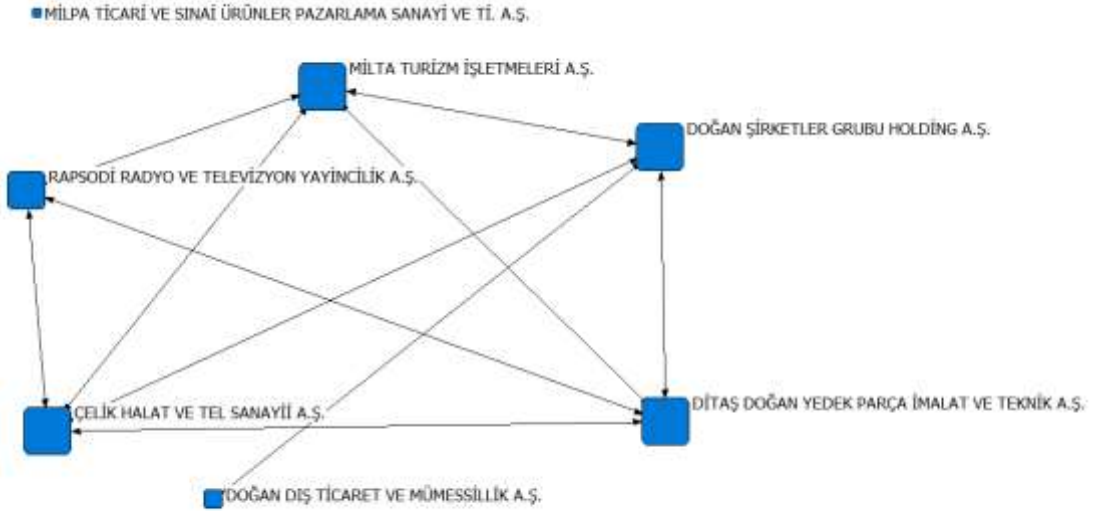 MİLPA TİCARİ VE SINAİ ÜRÜNLER PAZARLAMA SANAYİ VE Tİ. A.Ş.
MİLTA TURİZM İŞLETMELERİ A.Ş.
DOĞAN ŞİRKETLER GRUBU HOLDİNG A.Ş.
RAPSODİ RADYO VE TELEVİZYON YAYINCİLİK A.Ş.
ÇELİK HALAT VE TEL SANAYİİ A.Ş.
DİTAŞ DOĞAN YEDEK PARÇA İMALAT VE TEKNİK A.Ş.
DOĞAN DIŞ TİCARET VE MÜMESSİLLİK A.Ş.